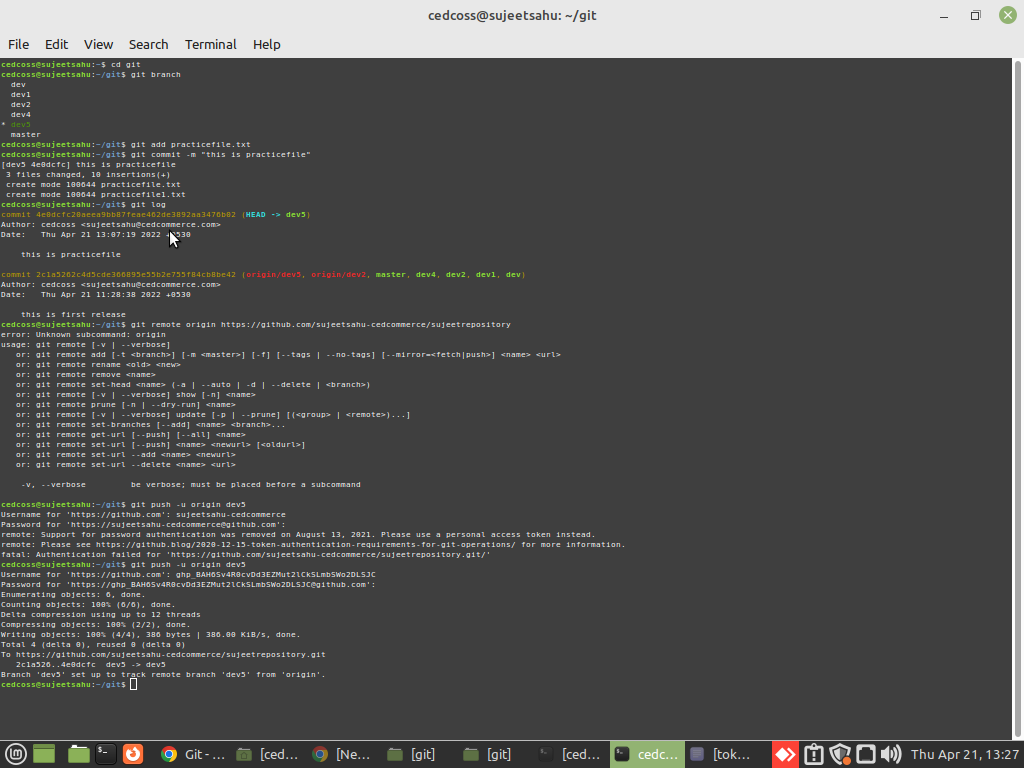 cedcoss@sujeetsahu: ~/git
File Edit View Search Terminal Help
cedcoss@sujeetsahu:~$ cd git
cedcoss@sujeetsahu:~/git$ git branch
dev
dev1
dev2
dev4
* dev5
master
cedcoss@sujeetsahu:~/git$ git add practicefile.txt
cedcoss@sujeetsahu:~/git$ git commit -m "this is practicefile"
[dev5 4e0dcfc] this is practicefile
3 files changed, 10 insertions(+)
create mode 100644 practicefile.txt
create mode 100644 practicefile1.txt
cedcoss@sujeetsahu:~/git$ git log
commit 4e0dcfc20aeea9bb87feae462de3892aa3476b02 (HEAD -> dev5)
Author: cedcoss <sujeetsahu@cedcommerce.com>
Date: Thu Apr 21 13:07:19 2022 +0530
this is practicefile
commit 2c1a5262c4d5cde366895e55b2e755f84cb8be42 (origin/dev5, origin/dev2, master, dev4, dev2, dev1, dev)
Author: cedcoss <sujeetsahu@cedcommerce.com>
Date: Thu Apr 21 11:28:38 2022 +0530
this is first release
cedcoss@sujeetsahu:~/git$ git remote origin https://github.com/sujeetsahu-cedcommerce/sujeetrepository
error: Unknown subcommand: origin
usage: git remote [-v | --verbose]
or: git remote add [-t <branch>] [-m <master>] [-f] [--tags | --no-tags] [--mirror=<fetch|push>] <name> <url>
or: git remote rename <old> <new>
or: git remote remove <name>
or: git remote set-head <name> (-a | --auto | -d | --delete | <branch>)
or: git remote [-v | --verbose] show [-n] <name>
or: git remote prune [-n | --dry-run] <name>
or: git remote [-v | --verbose] update [-p | --prune] [(<group> | <remote>)...]
or: git remote set-branches [--add] <name> <branch>...
or: git remote get-url [--push] [--all] <name>
or: git remote set-url [--push] <name> <newurl> [<oldurl>]
or: git remote set-url --add <name> <newurl>
or: git remote set-url --delete <name> <url>
-v, --verbose be verbose; must be placed before a subcommand
cedcoss@sujeetsahu:~/git$ git push -u origin dev5
Username for 'https://github.com': sujeetsahu-cedcommerce
Password for 'https://sujeetsahu-cedcommerce@github.com':
remote: Support for password authentication was removed on August 13, 2021. Please use a personal access token instead.
remote: Please see https://github.blog/2020-12-15-token-authentication-requirements-for-git-operations/ for more information.
fatal: Authentication failed for 'https://github.com/sujeetsahu-cedcommerce/sujeetrepository.git/'
cedcoss@sujeetsahu:~/git$ git push -u origin dev5
Username for 'https://github.com': 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
Password for 'https://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@github.com':
Enumerating objects: 6, done.
Counting objects: 100% (6/6), done.
Delta compression using up to 12 threads
Compressing objects: 100% (2/2), done.
Writing objects: 100% (4/4), 386 bytes | 386.00 KiB/s, done.
Total 4 (delta 0), reused 0 (delta 0)
To https://github.com/sujeetsahu-cedcommerce/sujeetrepository.git
2c1a526..4e0dcfc dev5 -> dev5
Branch 'dev5' set up to track remote branch 'dev5' from 'origin'.
cedcoss@sujeetsahu:~/git$
Git - ... [ced... [Ne... [git] [git] [ced... cedc... [tok... Thu Apr 21, 13:27